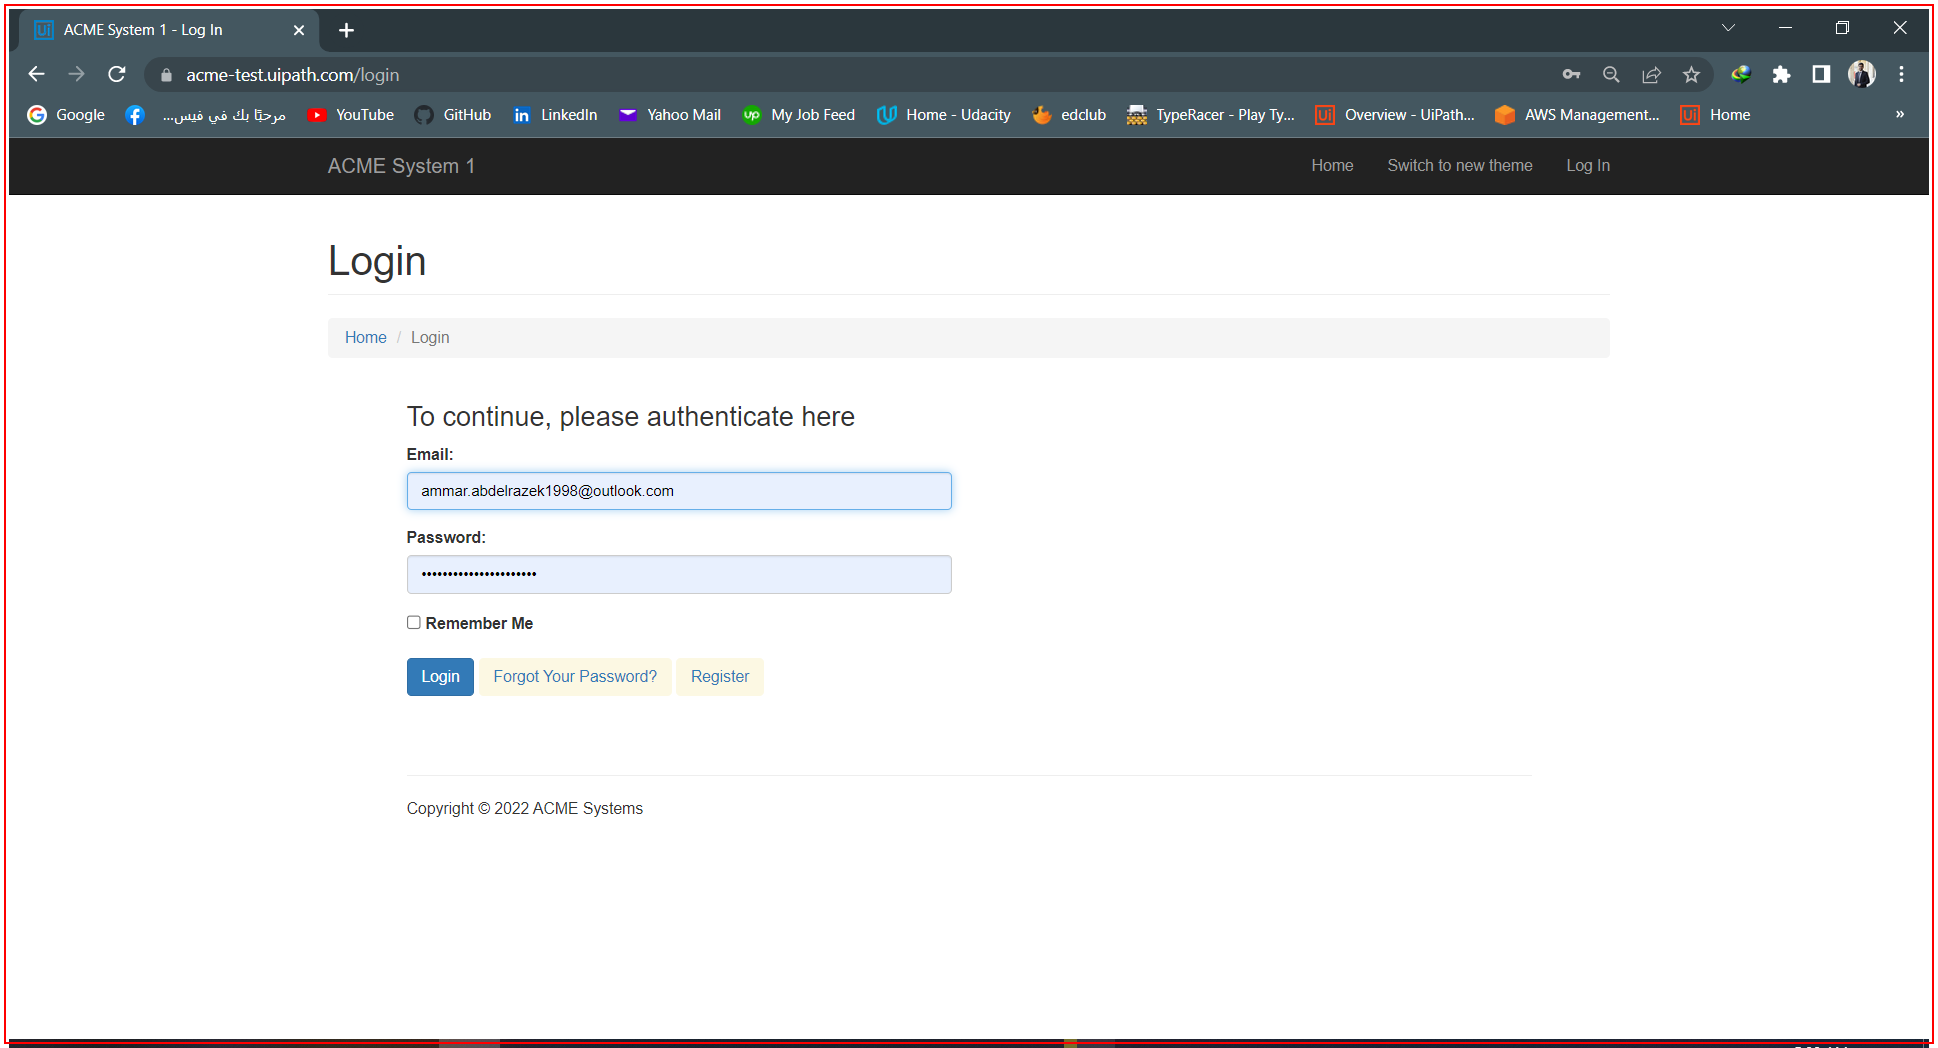 ACME System 1 - Log In
acme-test.uipath.com/login
Google
مرحبًا بك في فيس...
YouTube
GitHub
LinkedIn
Yahoo Mail
My Job Feed
Home - Udacity
edclub
TypeRacer - Play Ty...
Overview - UiPath...
AWS Management...
Home
»
ACME System 1
Home
Switch to new theme
Log In
Login
Home / Login
To continue, please authenticate here
Email:
ammar.abdelrazek1998@outlook.com
Password:
Remember Me
Login
Forgot Your Password?
Register
Copyright © 2022 ACME Systems